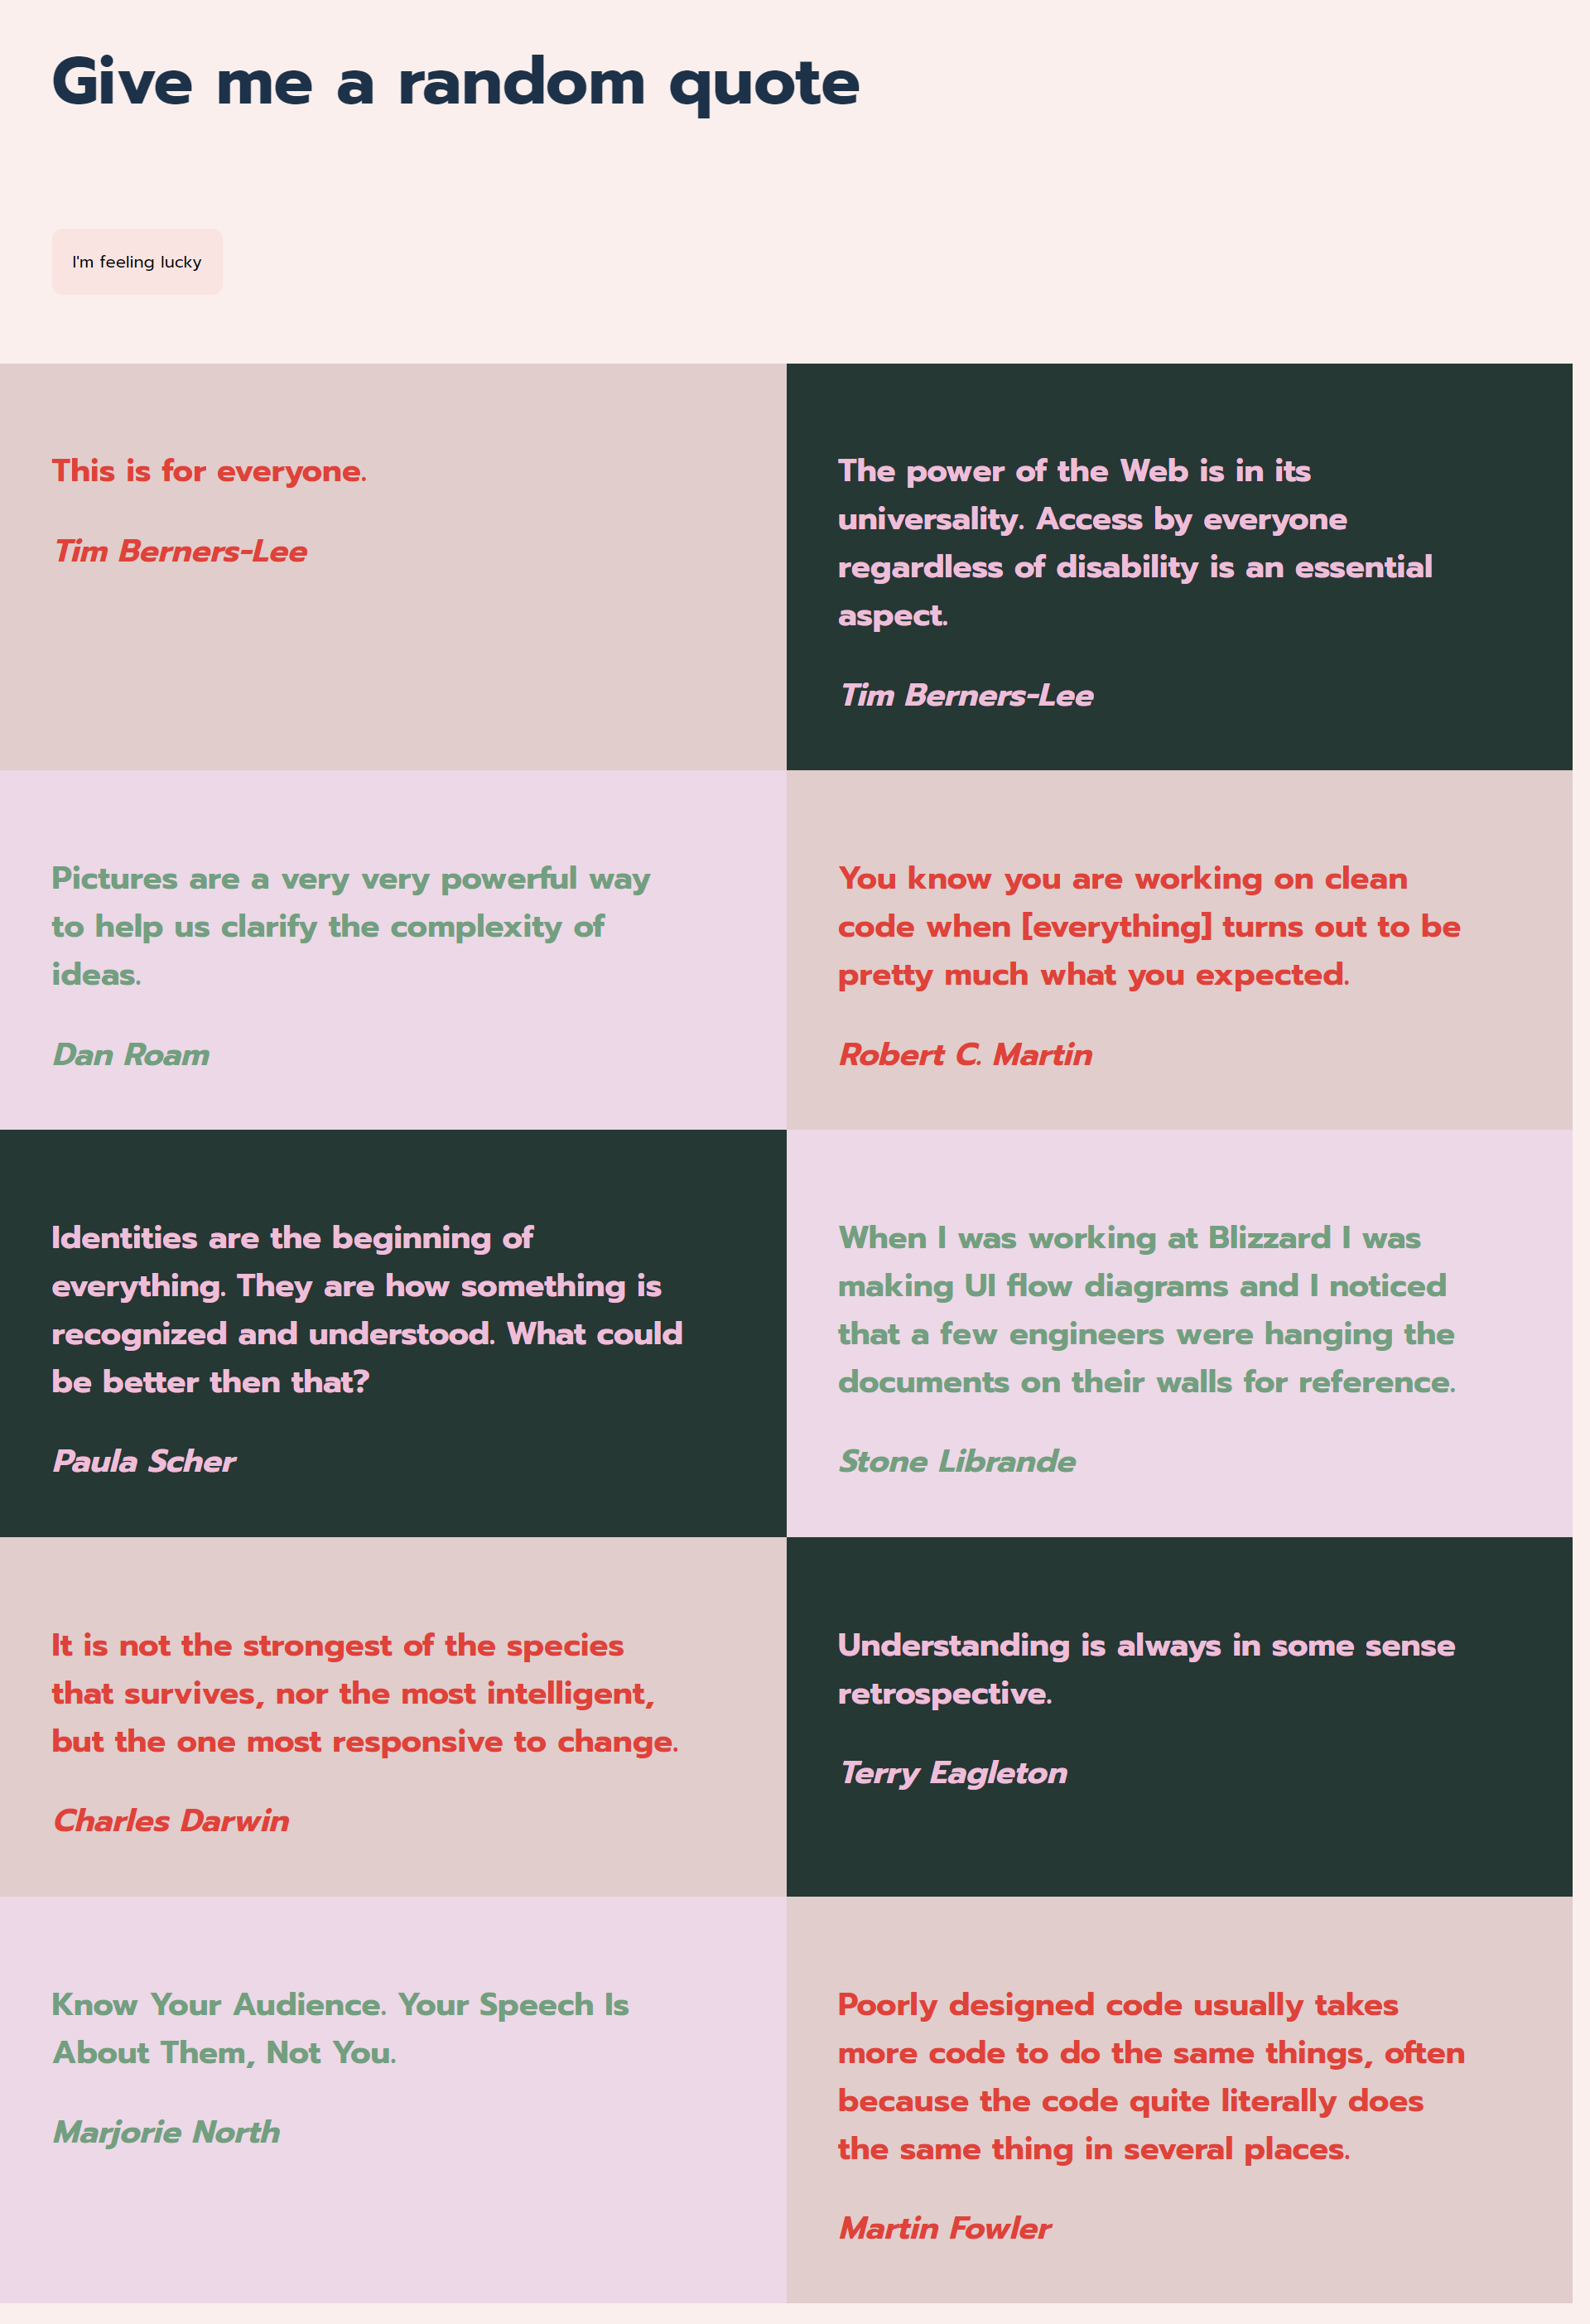 Give me a random quote
I'm feeling lucky
This is for everyone.
Tim Berners-Lee
The power of the Web is in its
universality. Access by everyone
regardless of disability is an essential
aspect.
Tim Berners-Lee
Pictures are a very very powerful way
to help us clarify the complexity of
ideas.
Dan Roam
You know you are working on clean
code when [everything] turns out to be
pretty much what you expected.
Robert C. Martin
Identities are the beginning of
everything. They are how something is
recognized and understood. What could
be better then that?
Paula Scher
When I was working at Blizzard I was
making UI flow diagrams and I noticed
that a few engineers were hanging the
documents on their walls for reference.
Stone Librande
It is not the strongest of the species
that survives, nor the most intelligent,
but the one most responsive to change.
Charles Darwin
Understanding is always in some sense
retrospective.
Terry Eagleton
Know Your Audience. Your Speech Is
About Them, Not You.
Marjorie North
Poorly designed code usually takes
more code to do the same things, often
because the code quite literally does
the same thing in several places.
Martin Fowler